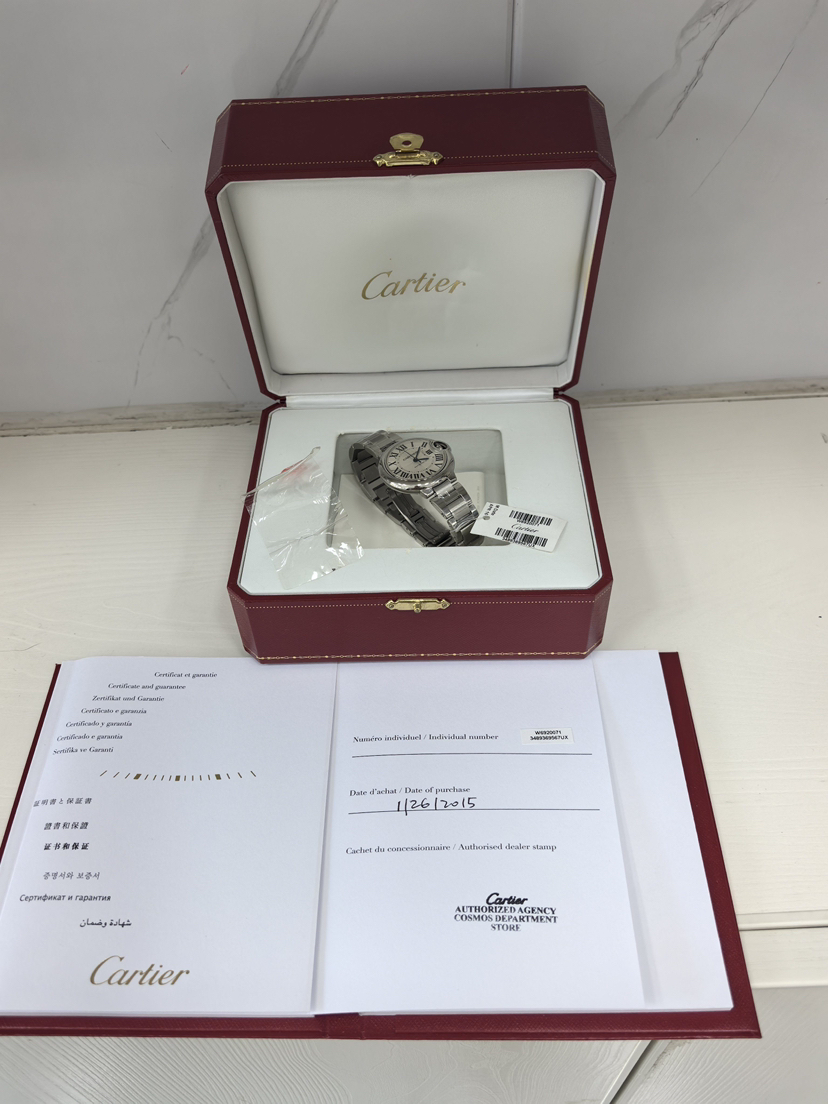 Cartier
Cartier
Certificat et garantie
Certificate and guarantee
Zertifikat und Garantie
Certificato e garanzia
Certificado y garantía
Certificado e garantia
Sertifika ve Garanti
証明書と保証書
證書和保證
证书和保证
증명서와 보증서
Сертификат и гарантия
شهادة وضمان
Cartier
Numéro individuel / Individual number
W6920071
3489369567UX
Date d'achat / Date of purchase
1/26/2015
Cachet du concessionnaire / Authorised dealer stamp
Cartier
AUTHORIZED AGENCY
COSMOS DEPARTMENT
STORE